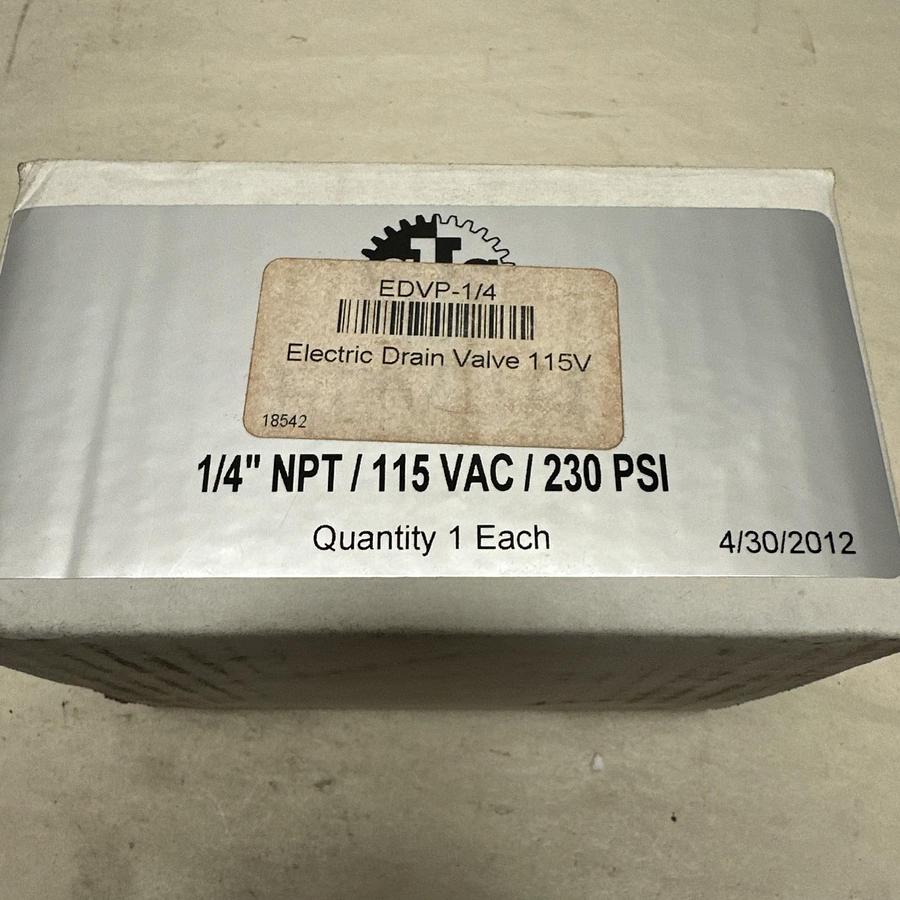 EDVP-1/4
Electric Drain Valve 115V
18542
1/4" NPT / 115 VAC / 230 PSI
Quantity 1 Each
4/30/2012